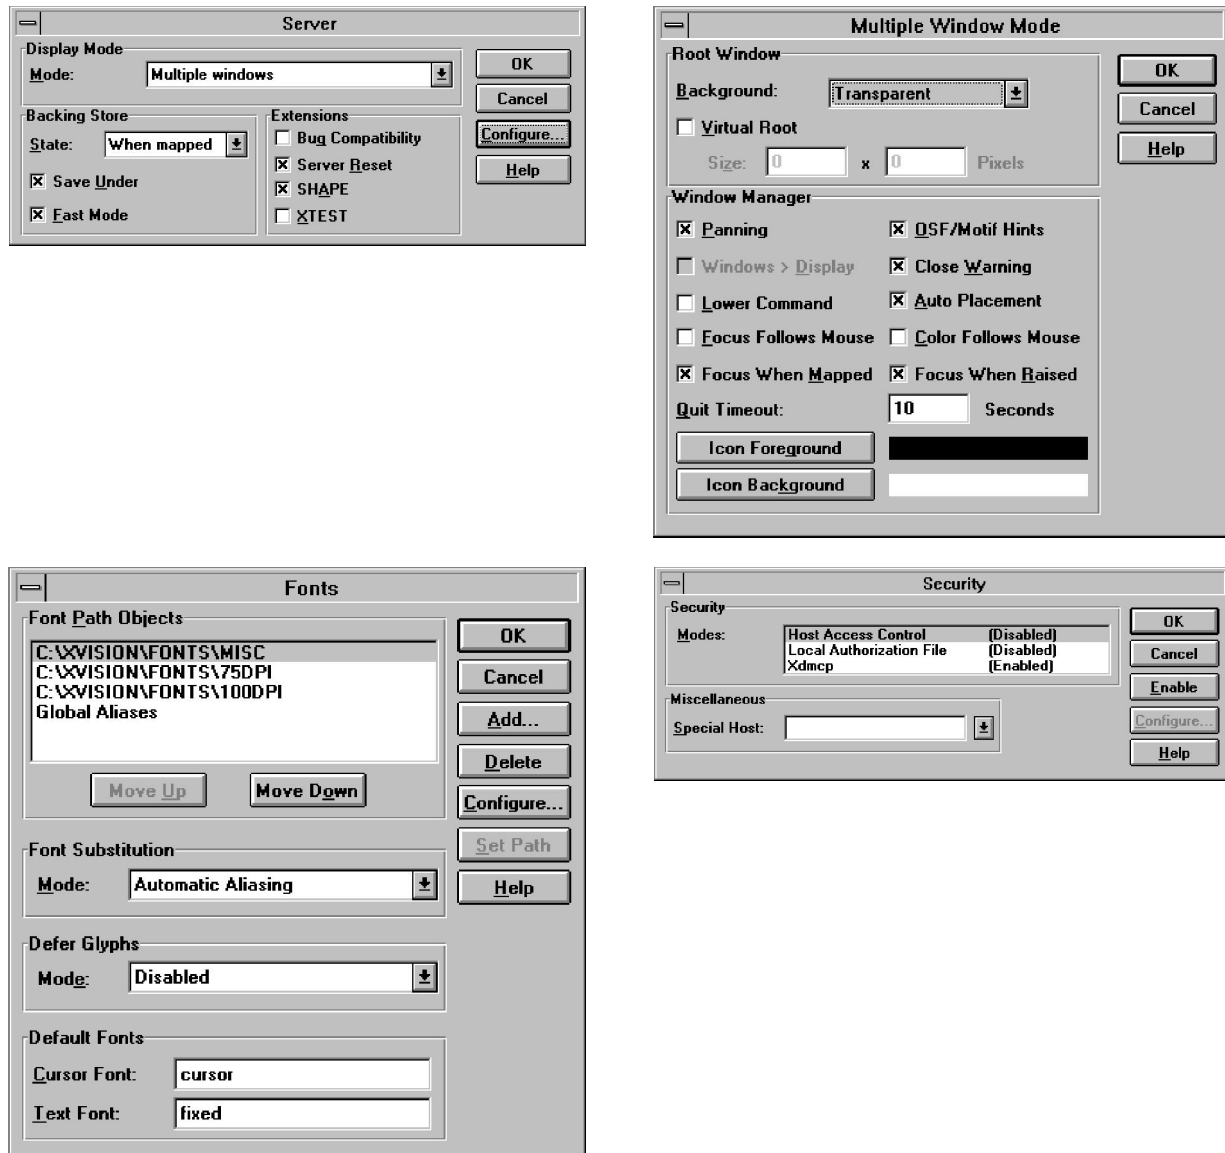 Server
Display Mode
Mode: Multiple windows
OK
Cancel
Configure...
Help
Backing Store
State: When mapped
Save Under
Fast Mode
Extensions
Bug Compatibility
Server Reset
SHAPE
XTEST
Multiple Window Mode
Root Window
Background: Transparent
Virtual Root
Size: 0 x 0 Pixels
OK
Cancel
Help
Window Manager
Panning
OSF/Motif Hints
Windows > Display
Close Warning
Lower Command
Auto Placement
Focus Follows Mouse
Color Follows Mouse
Focus When Mapped
Focus When Raised
Quit Timeout: 10 Seconds
Icon Foreground
Icon Background
Fonts
Font Path Objects
C:\XVISION\FONTS\MISC
C:\XVISION\FONTS\75DPI
C:\XVISION\FONTS\100DPI
Global Aliases
Move Up
Move Down
OK
Cancel
Add...
Delete
Configure...
Set Path
Help
Font Substitution
Mode: Automatic Aliasing
Defer Glyphs
Mode: Disabled
Default Fonts
Cursor Font: cursor
Text Font: fixed
Security
Security
Modes:
Host Access Control (Disabled)
Local Authorization File (Disabled)
Xdmcp (Enabled)
Miscellaneous
Special Host:
OK
Cancel
Enable
Configure...
Help